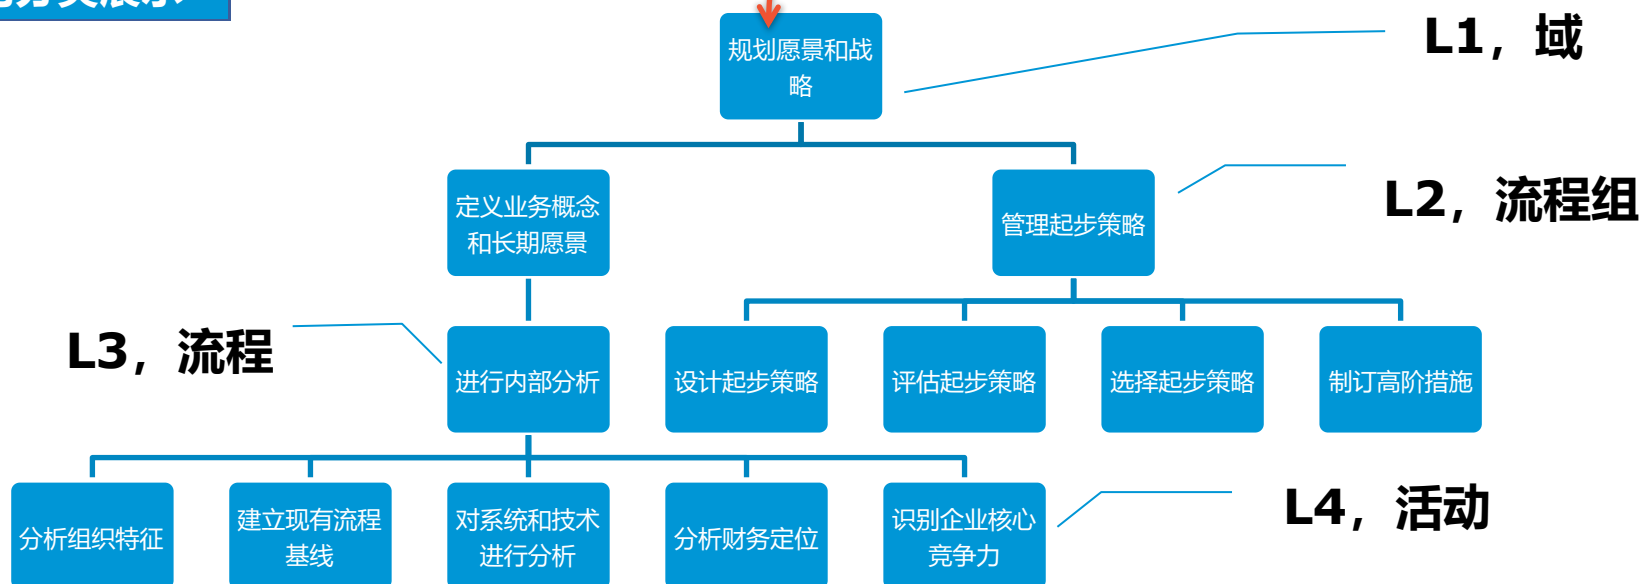 规划愿景和战
略
L1，域
定义业务概念
和长期愿景
管理起步策略
L2，流程组
L3，流程
进行内部分析
设计起步策略
评估起步策略
选择起步策略
制订高阶措施
分析组织特征
建立现有流程
基线
对系统和技术
进行分析
分析财务定位
识别企业核心
竞争力
L4，活动